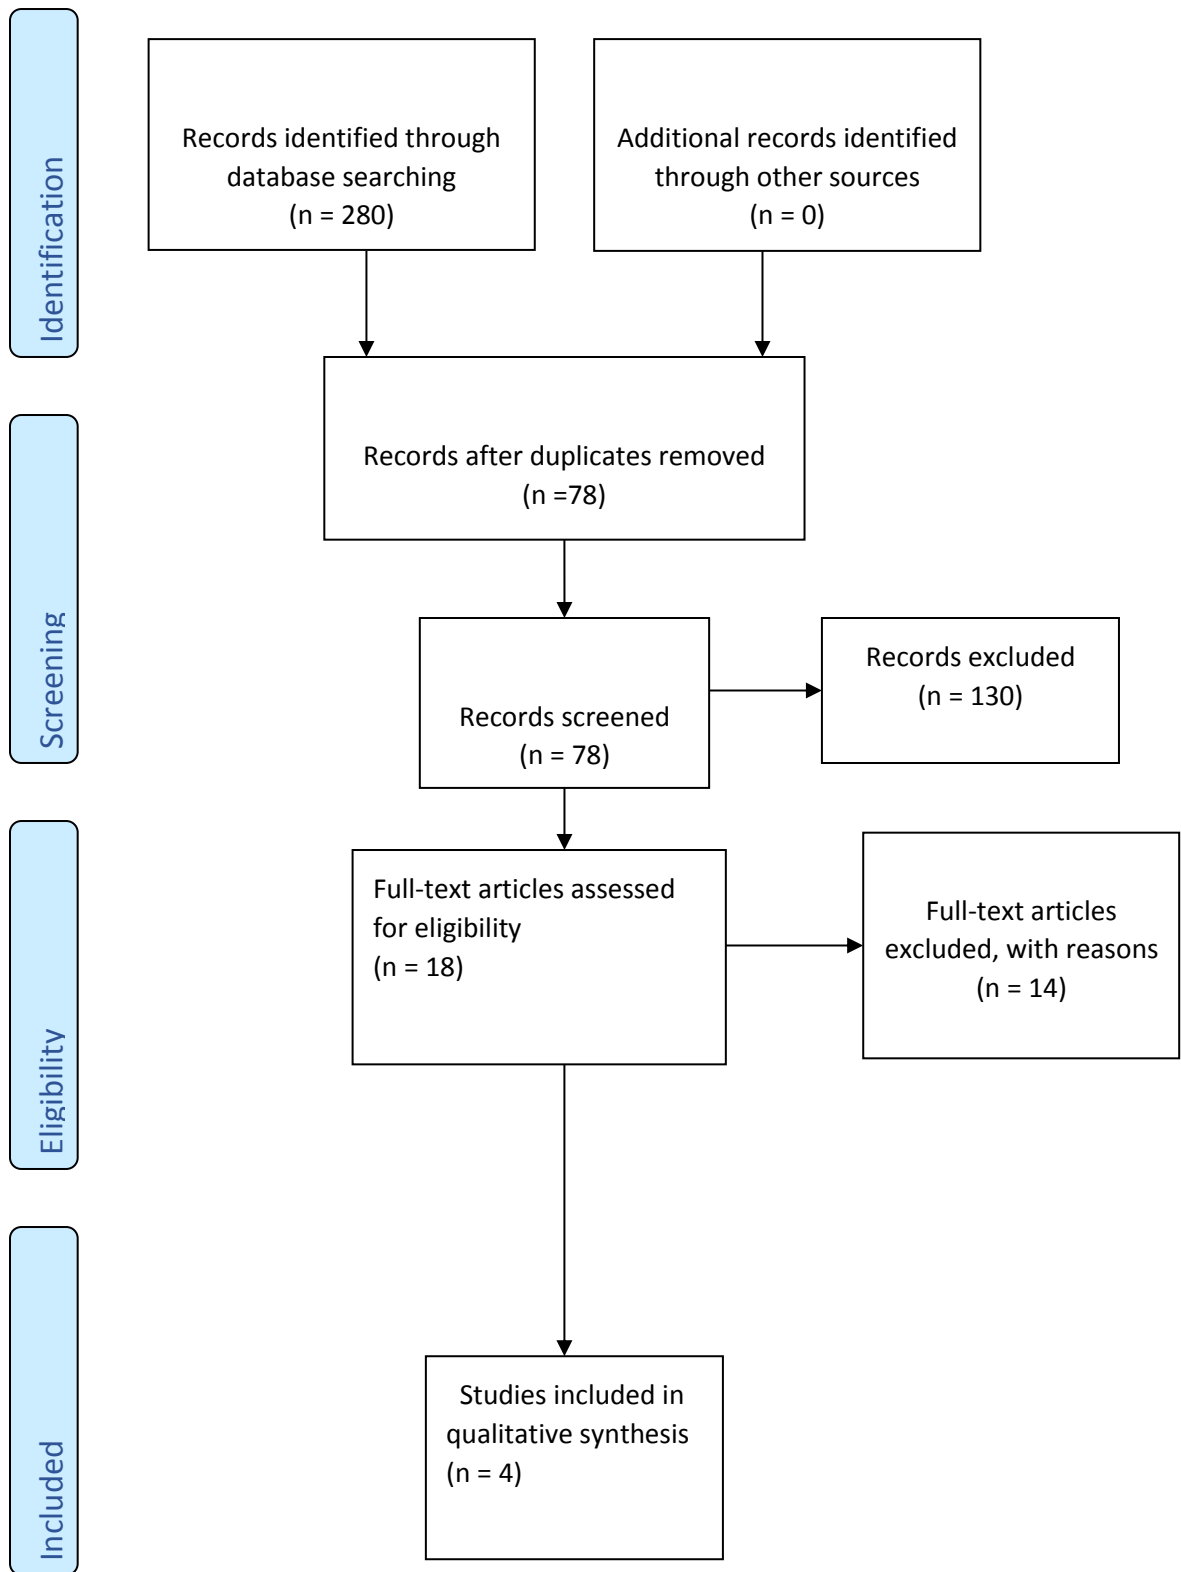 Identification
Records identified through
database searching
(n = 280)
Additional records identified
through other sources
(n = 0)
Records after duplicates removed
(n =78)
Screening
Records screened
(n = 78)
Records excluded
(n = 130)
Eligibility
Full-text articles assessed
for eligibility
(n = 18)
Full-text articles
excluded, with reasons
(n = 14)
Included
Studies included in
qualitative synthesis
(n = 4)